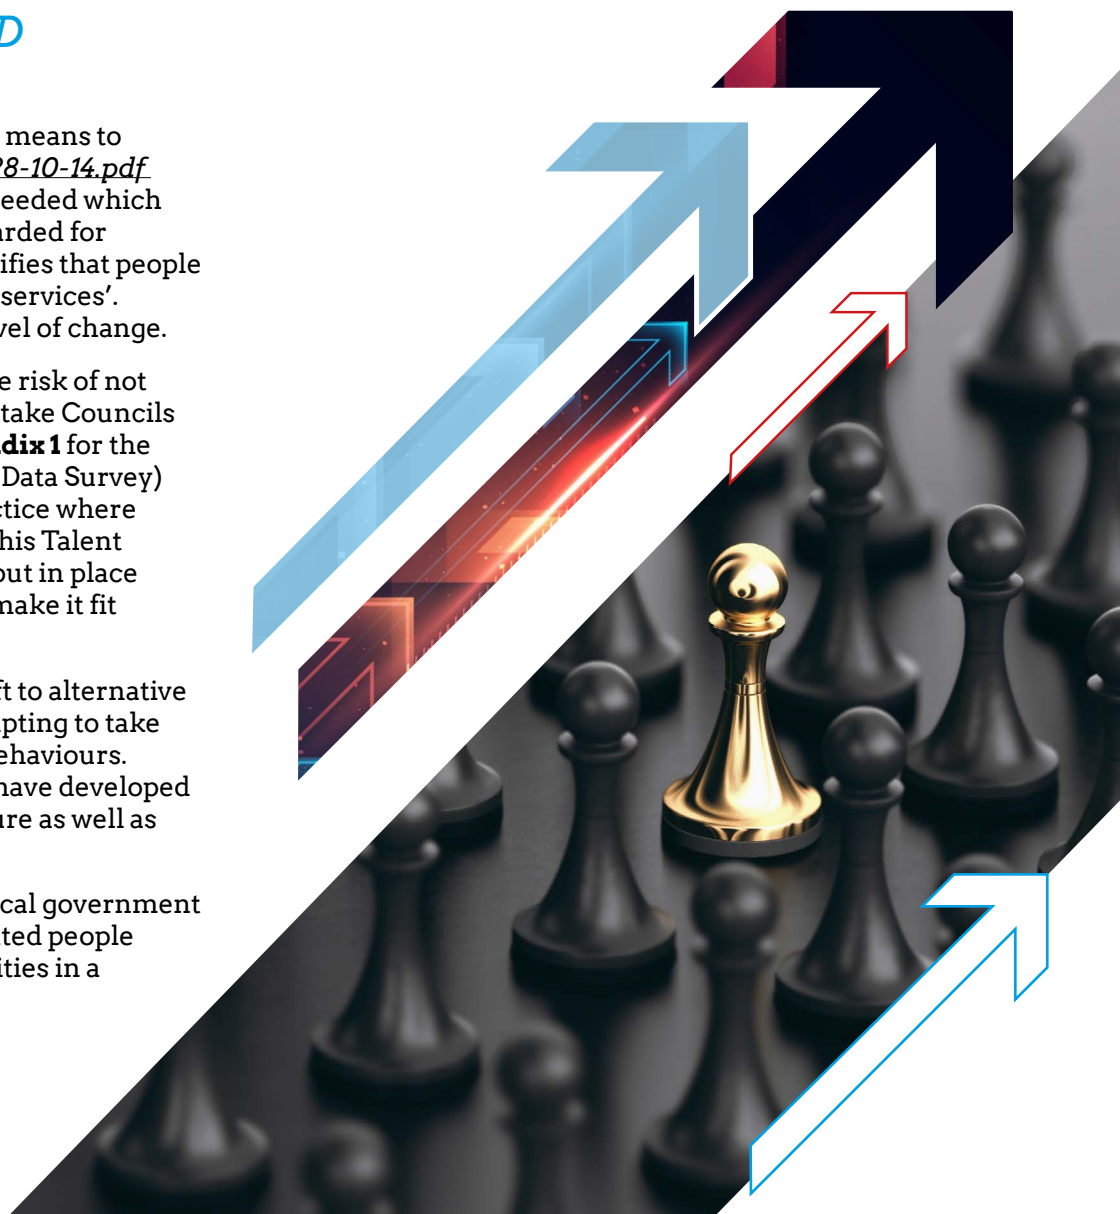 D
means to
28-10-14.pdf
eeded which
arded for
ifies that people
services’.
vel of change.
e risk of not
take Councils
dix 1 for the
Data Survey)
ctice where
his Talent
put in place
make it fit
ft to alternative
pting to take
ehaviours.
have developed
ure as well as
cal government
ted people
ities in a